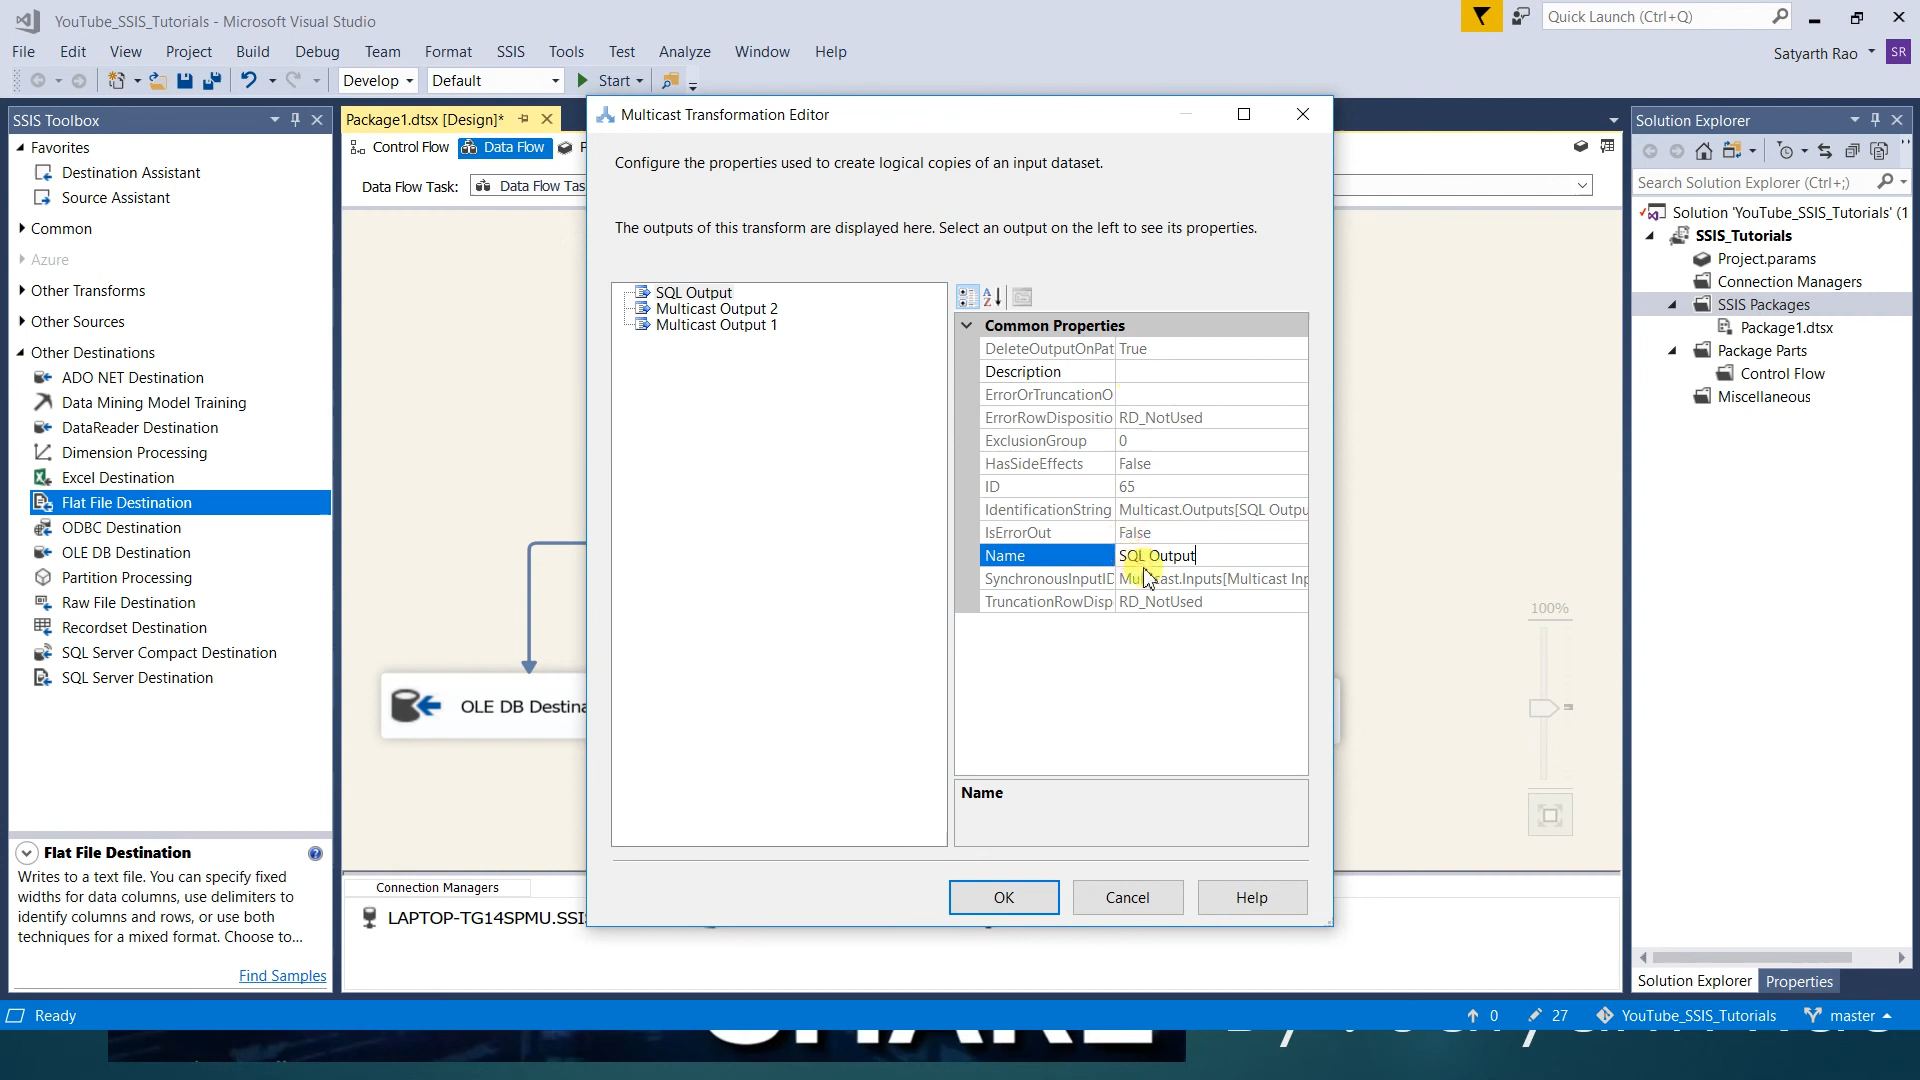 YouTube_SSIS_Tutorials - Microsoft Visual Studio
Quick Launch (Ctrl+Q)
File Edit View Project Build Debug Team Format SSIS Tools Test Analyze Window Help
Satyarth Rao SR
Develop Default Start
SSIS Toolbox
Favorites
Destination Assistant
Source Assistant
Common
Azure
Other Transforms
Other Sources
Other Destinations
ADO NET Destination
Data Mining Model Training
DataReader Destination
Dimension Processing
Excel Destination
Flat File Destination
ODBC Destination
OLE DB Destination
Partition Processing
Raw File Destination
Recordset Destination
SQL Server Compact Destination
SQL Server Destination
Flat File Destination
Writes to a text file. You can specify fixed
widths for data columns, use delimiters to
identify columns and rows, or use both
techniques for a mixed format. Choose to...
Find Samples
Package1.dtsx [Design]*
Control Flow Data Flow P
Data Flow Task: Data Flow Tas
OLE DB Destina
100%
Connection Managers
LAPTOP-TG14SPMU.SSI
Multicast Transformation Editor
Configure the properties used to create logical copies of an input dataset.
The outputs of this transform are displayed here. Select an output on the left to see its properties.
SQL Output
Multicast Output 2
Multicast Output 1
Common Properties
DeleteOutputOnPat True
Description
ErrorOrTruncationO
ErrorRowDispositio RD_NotUsed
ExclusionGroup 0
HasSideEffects False
ID 65
IdentificationString Multicast.Outputs[SQL Outpu
IsErrorOut False
Name SQL Output
SynchronousInputID Multicast.Inputs[Multicast Inp
TruncationRowDisp RD_NotUsed
Name
OK Cancel Help
Solution Explorer
Search Solution Explorer (Ctrl+;)
Solution 'YouTube_SSIS_Tutorials' (1
SSIS_Tutorials
Project.params
Connection Managers
SSIS Packages
Package1.dtsx
Package Parts
Control Flow
Miscellaneous
Solution Explorer Properties
Ready
0 27 YouTube_SSIS_Tutorials master